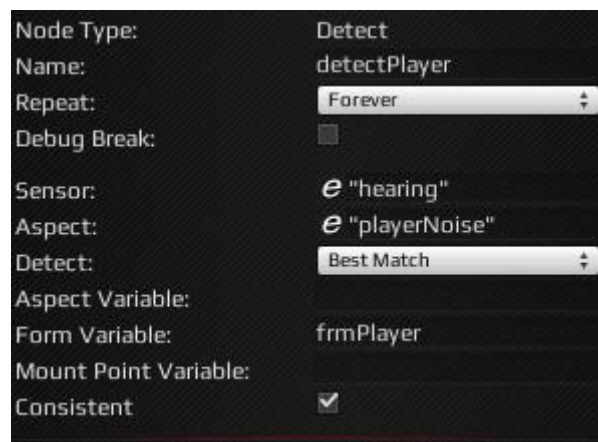 Node Type: Detect
Name: detectPlayer
Repeat: Forever
Debug Break:
Sensor: e "hearing"
Aspect: e "playerNoise"
Detect: Best Match
Aspect Variable:
Form Variable: frmPlayer
Mount Point Variable:
Consistent